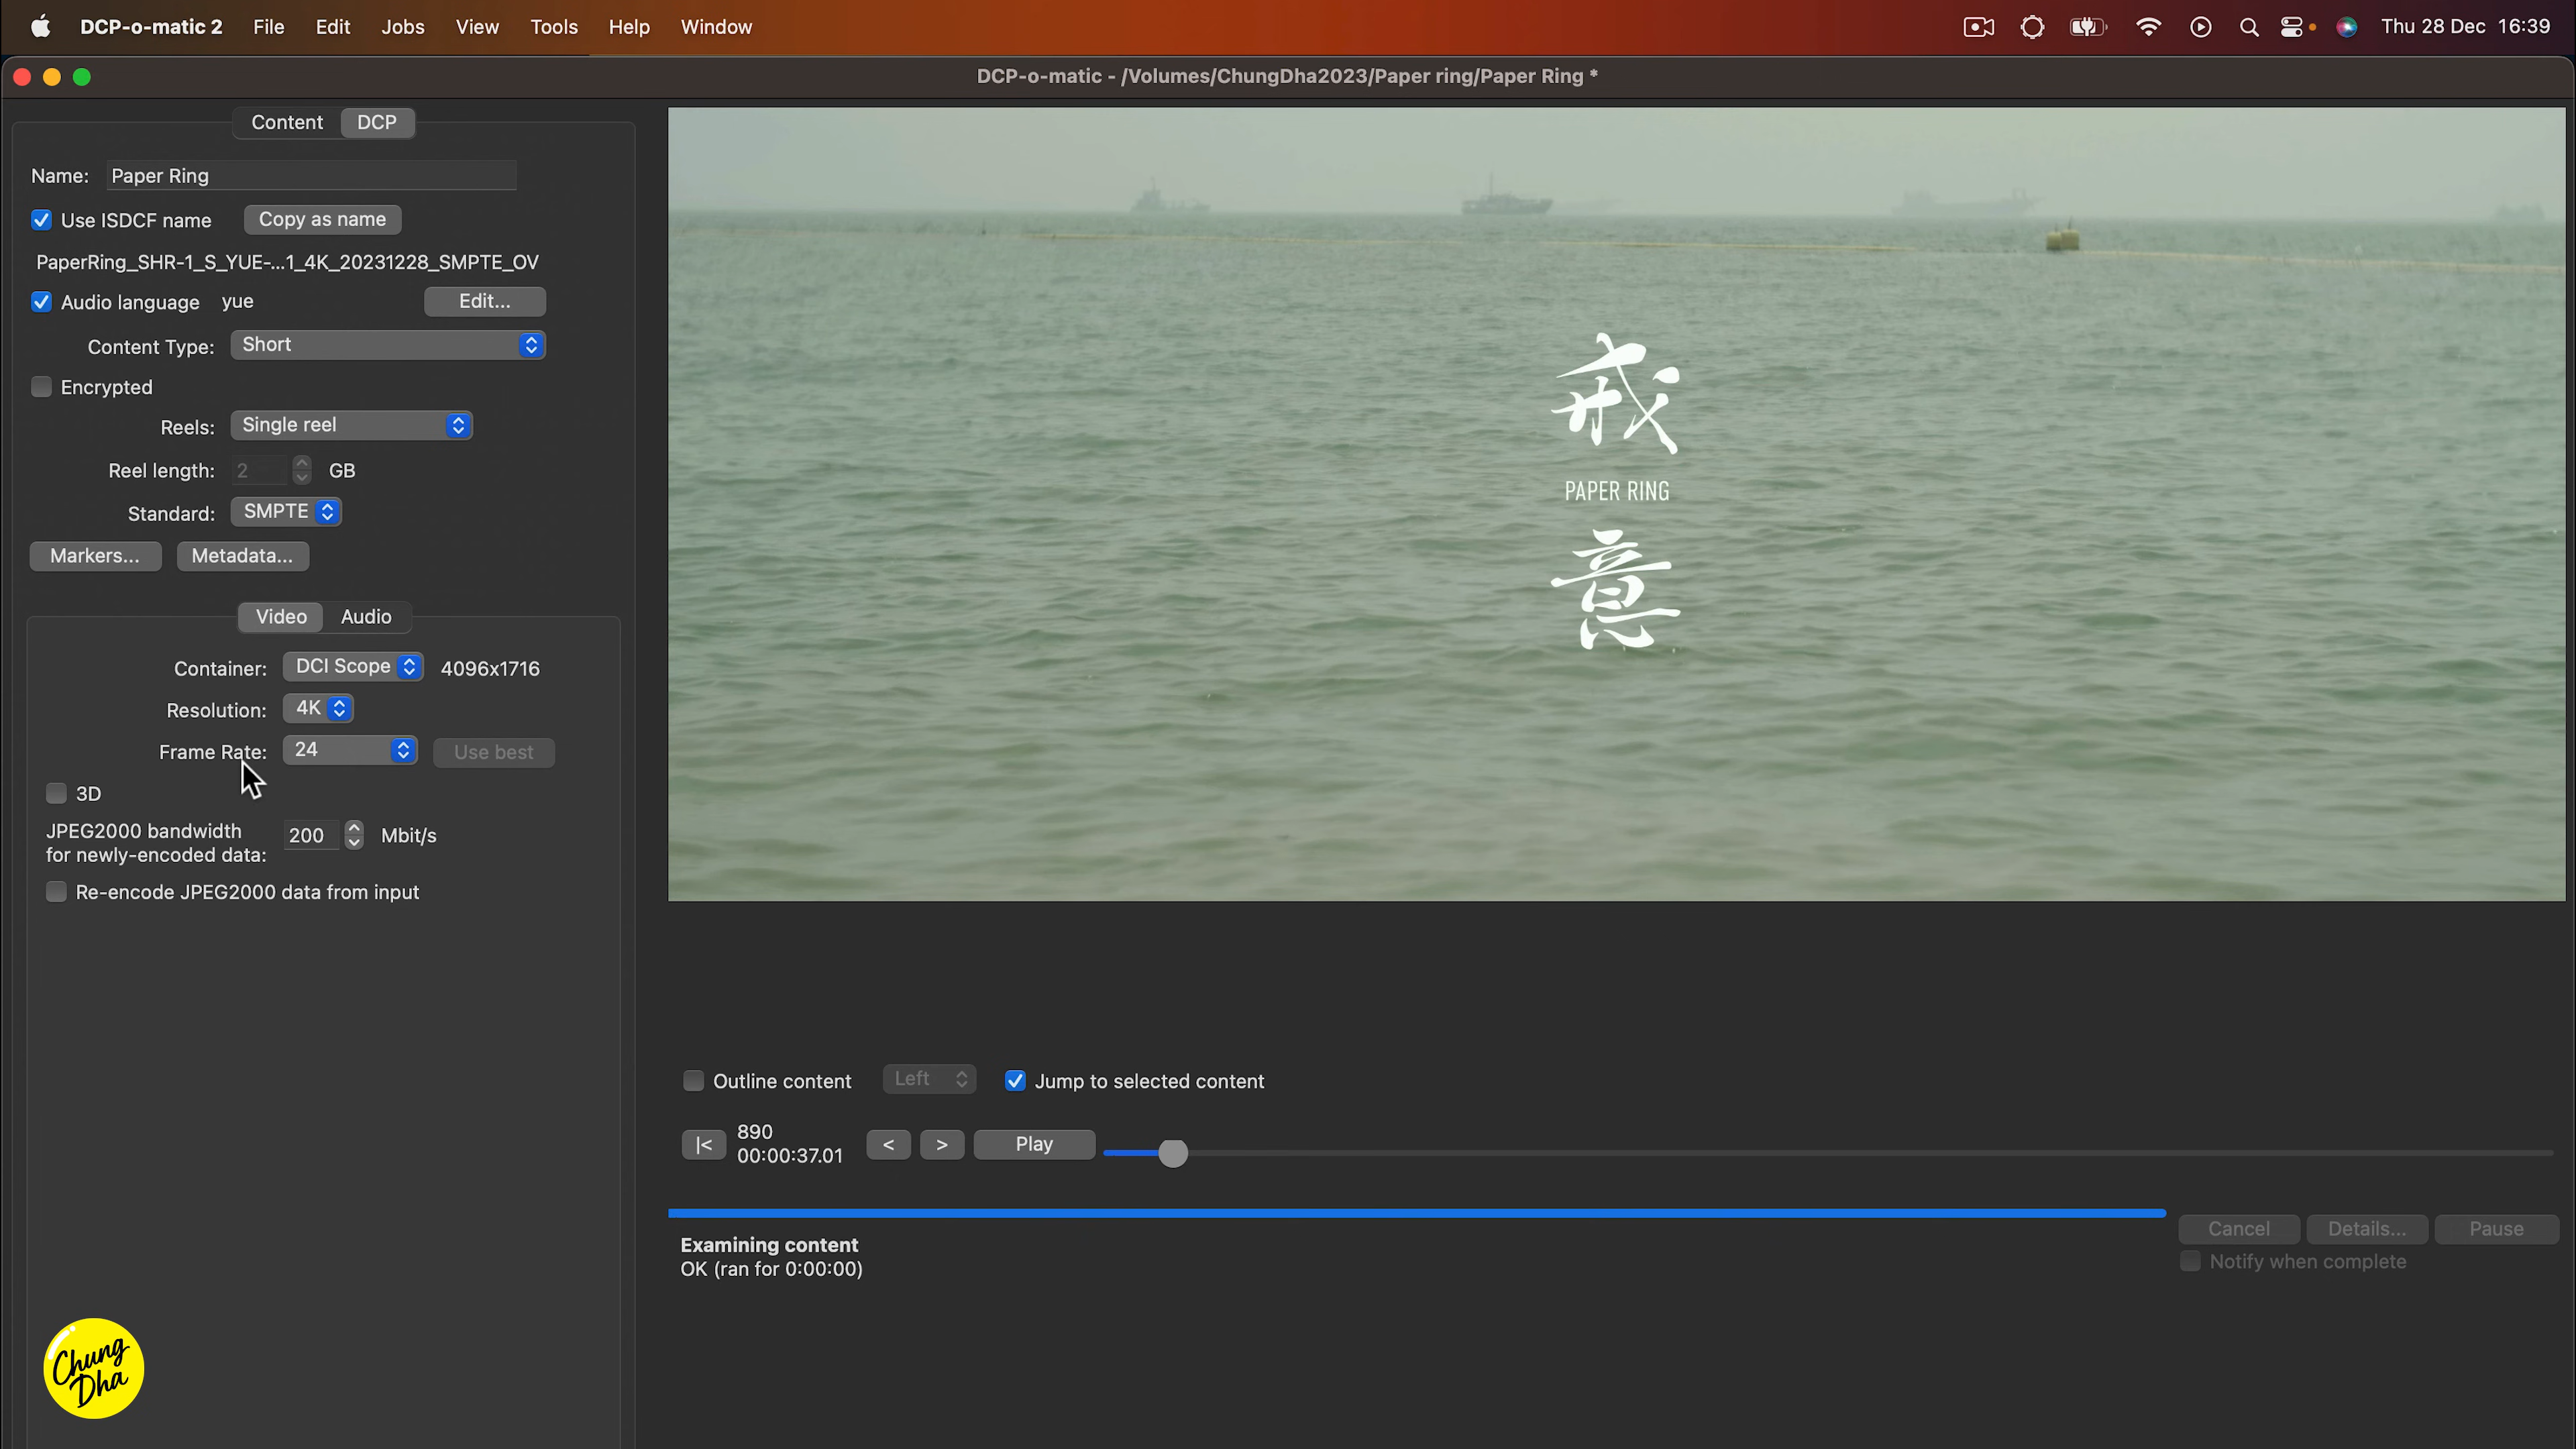 DCP-o-matic 2 File Edit Jobs View Tools Help Window Thu 28 Dec 16:39
DCP-o-matic - /Volumes/ChungDha2023/Paper ring/Paper Ring *
Content DCP
Name: Paper Ring
Use ISDCF name Copy as name
PaperRing_SHR-1_S_YUE-...1_4K_20231228_SMPTE_OV
Audio language yue Edit...
Content Type: Short
Encrypted
Reels: Single reel
Reel length: 2 GB
Standard: SMPTE
Markers... Metadata...
Video Audio
Container: DCI Scope 4096x1716
Resolution: 4K
Frame Rate: 24 Use best
3D
JPEG2000 bandwidth
for newly-encoded data: 200 Mbit/s
Re-encode JPEG2000 data from input
戒
PAPER RING
意
Outline content Left Jump to selected content
|< 890
00:00:37.01 < > Play
Examining content
OK (ran for 0:00:00)
Cancel Details... Pause
Notify when complete
Chung
Dha